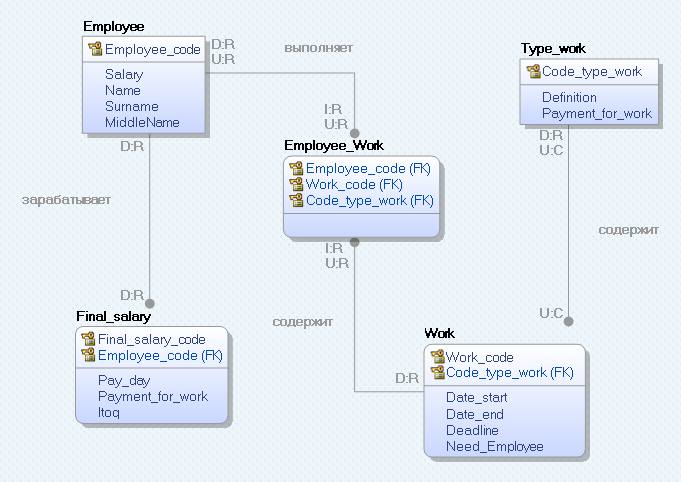 Employee
Employee_code
Salary
Name
Surname
MiddleName
D:R
U:R
выполняет
I:R
U:R
Type_work
Code_type_work
Definition
Payment_for_work
D:R
U:C
Employee_Work
Employee_code (FK)
Work_code (FK)
Code_type_work (FK)
D:R
зарабатывает
D:R
I:R
U:R
содержит
содержит
U:C
D:R
Final_salary
Final_salary_code
Employee_code (FK)
Pay_day
Payment_for_work
Itoq
Work
Work_code
Code_type_work (FK)
Date_start
Date_end
Deadline
Need_Employee